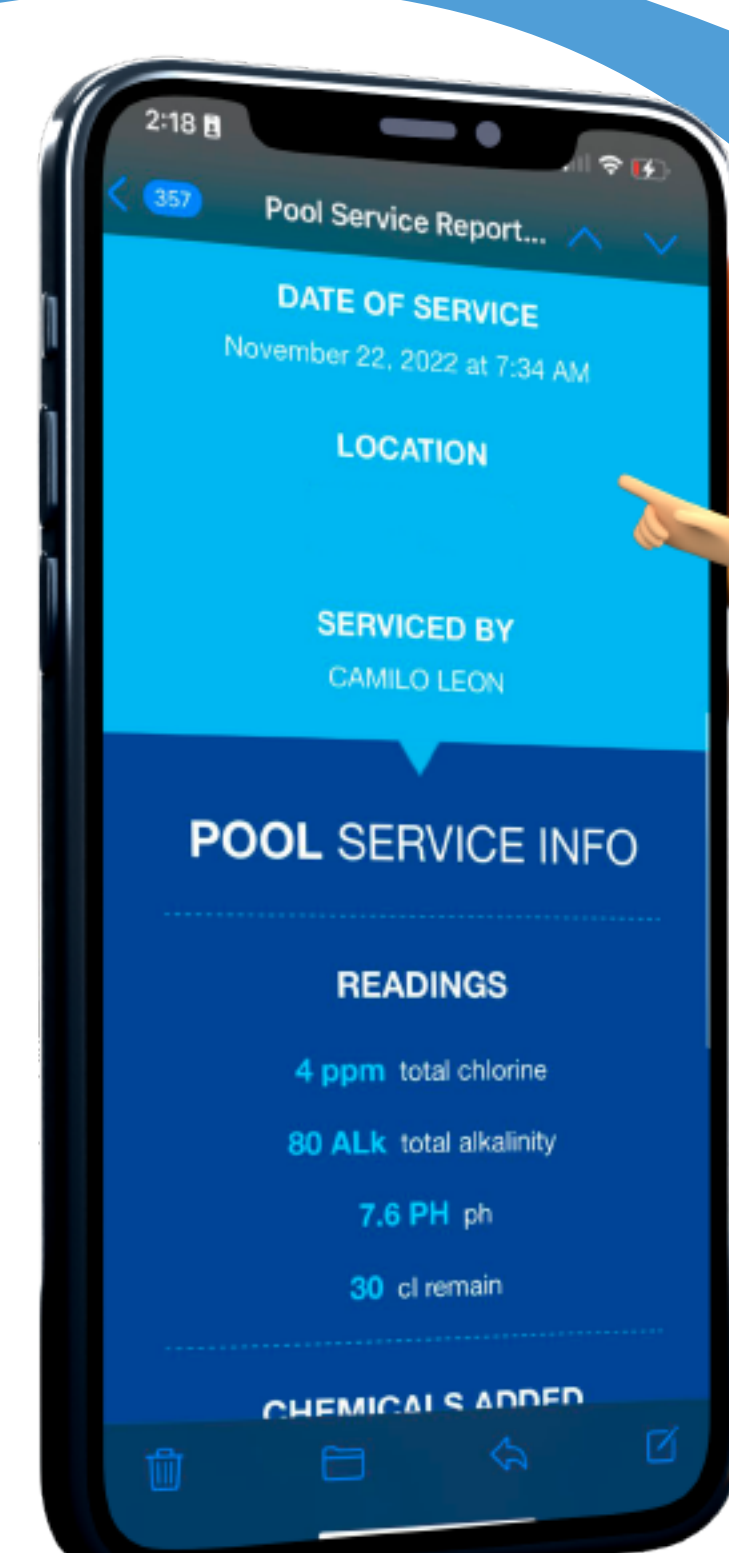 2:18
357
Pool Service Report...
DATE OF SERVICE
November 22, 2022 at 7:34 AM
LOCATION
SERVICED BY
CAMILO LEON
POOL SERVICE INFO
READINGS
4 ppm total chlorine
80 ALk total alkalinity
7.6 PH ph
30 cl remain
CHEMICALS ADDED